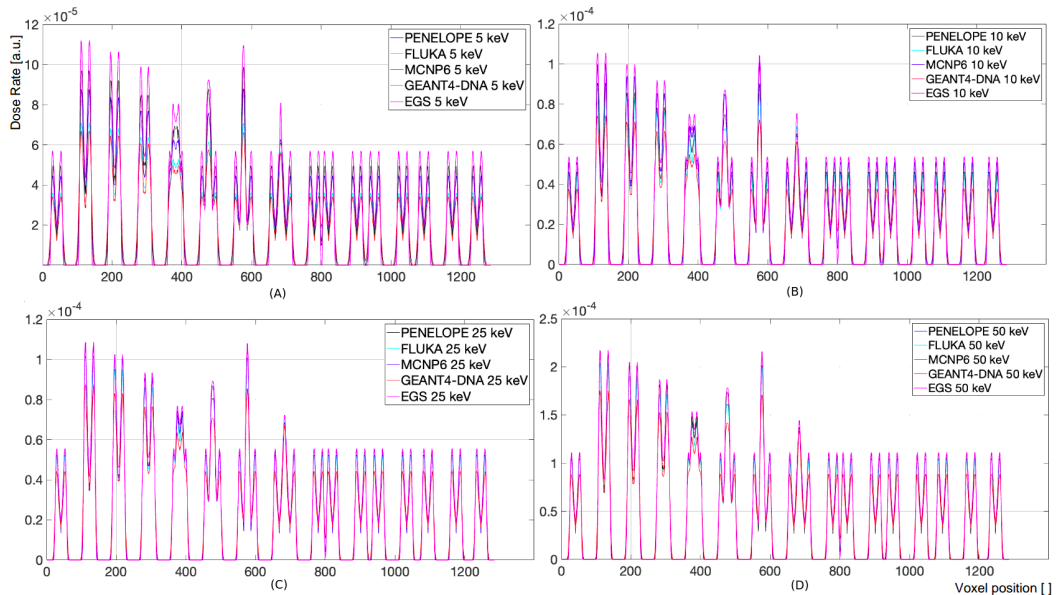 ×10⁻⁵
12
10
8
6
4
2
Dose Rate [a.u.]
PENELOPE 5 keV
FLUKA 5 keV
MCNP6 5 keV
GEANT4-DNA 5 keV
EGS 5 keV
0 200 400 600 800 1000 1200
(A)
×10⁻⁴
1.2
1
0.8
0.6
0.4
0.2
0
PENELOPE 10 keV
FLUKA 10 keV
MCNP6 10 keV
GEANT4-DNA 10 keV
EGS 10 keV
0 200 400 600 800 1000 1200
(B)
×10⁻⁴
1.2
1
0.8
0.6
0.4
0.2
0
PENELOPE 25 keV
FLUKA 25 keV
MCNP6 25 keV
GEANT4-DNA 25 keV
EGS 25 keV
0 200 400 600 800 1000 1200
(C)
×10⁻⁴
2.5
2
1.5
1
0.5
0
PENELOPE 50 keV
FLUKA 50 keV
MCNP6 50 keV
GEANT4-DNA 50 keV
EGS 50 keV
0 200 400 600 800 1000 1200
(D)
Voxel position [ ]